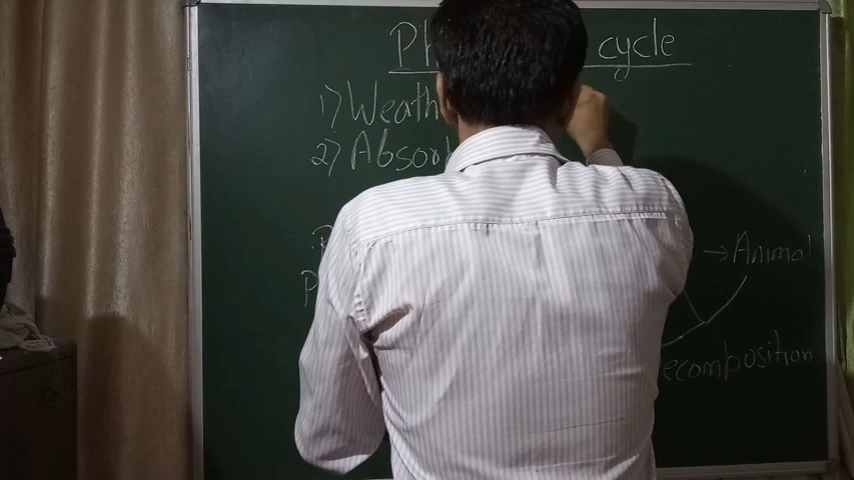 Ph cycle
1) Weath
2) Absor
P
→ Animal
P
ecomposition